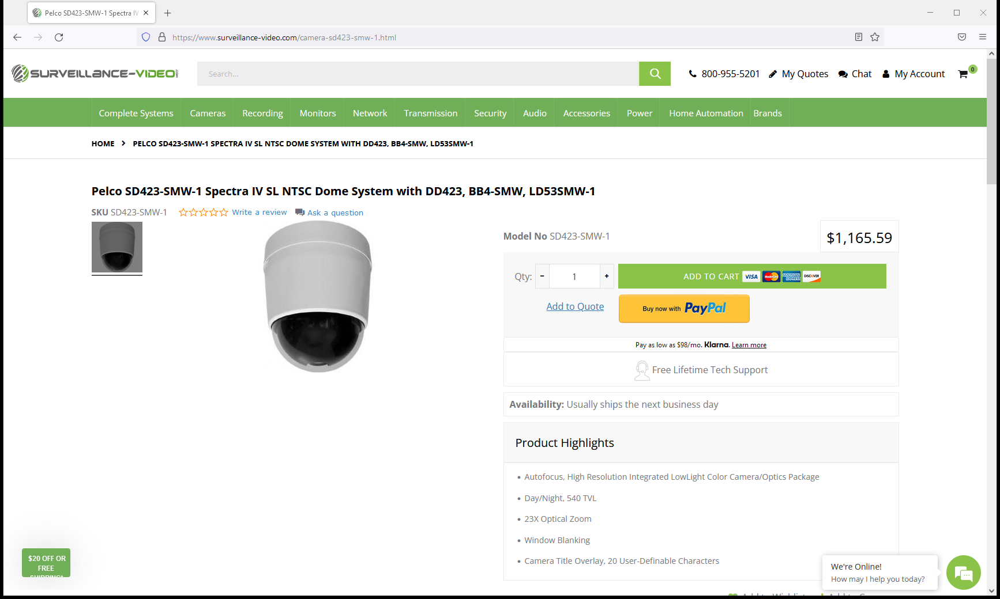 Pelco SD423-SMW-1 Spectra IV
https://www.surveillance-video.com/camera-sd423-smw-1.html
SURVEILLANCE-VIDEO
Search...
800-955-5201
My Quotes
Chat
My Account
0
Complete Systems
Cameras
Recording
Monitors
Network
Transmission
Security
Audio
Accessories
Power
Home Automation
Brands
HOME > PELCO SD423-SMW-1 SPECTRA IV SL NTSC DOME SYSTEM WITH DD423, BB4-SMW, LD53SMW-1
Pelco SD423-SMW-1 Spectra IV SL NTSC Dome System with DD423, BB4-SMW, LD53SMW-1
SKU SD423-SMW-1
Write a review
Ask a question
Model No SD423-SMW-1
$1,165.59
Qty:
-
1
+
ADD TO CART
VISA
MasterCard
AMERICAN EXPRESS
DISCOVER
Add to Quote
Buy now with PayPal
Pay as low as $98/mo. Klarna. Learn more
Free Lifetime Tech Support
Availability: Usually ships the next business day
Product Highlights
• Autofocus, High Resolution Integrated LowLight Color Camera/Optics Package
• Day/Night, 540 TVL
• 23X Optical Zoom
• Window Blanking
• Camera Title Overlay, 20 User-Definable Characters
$20 OFF OR
FREE
SHIPPING*
We're Online!
How may I help you today?
Add to Wishlist